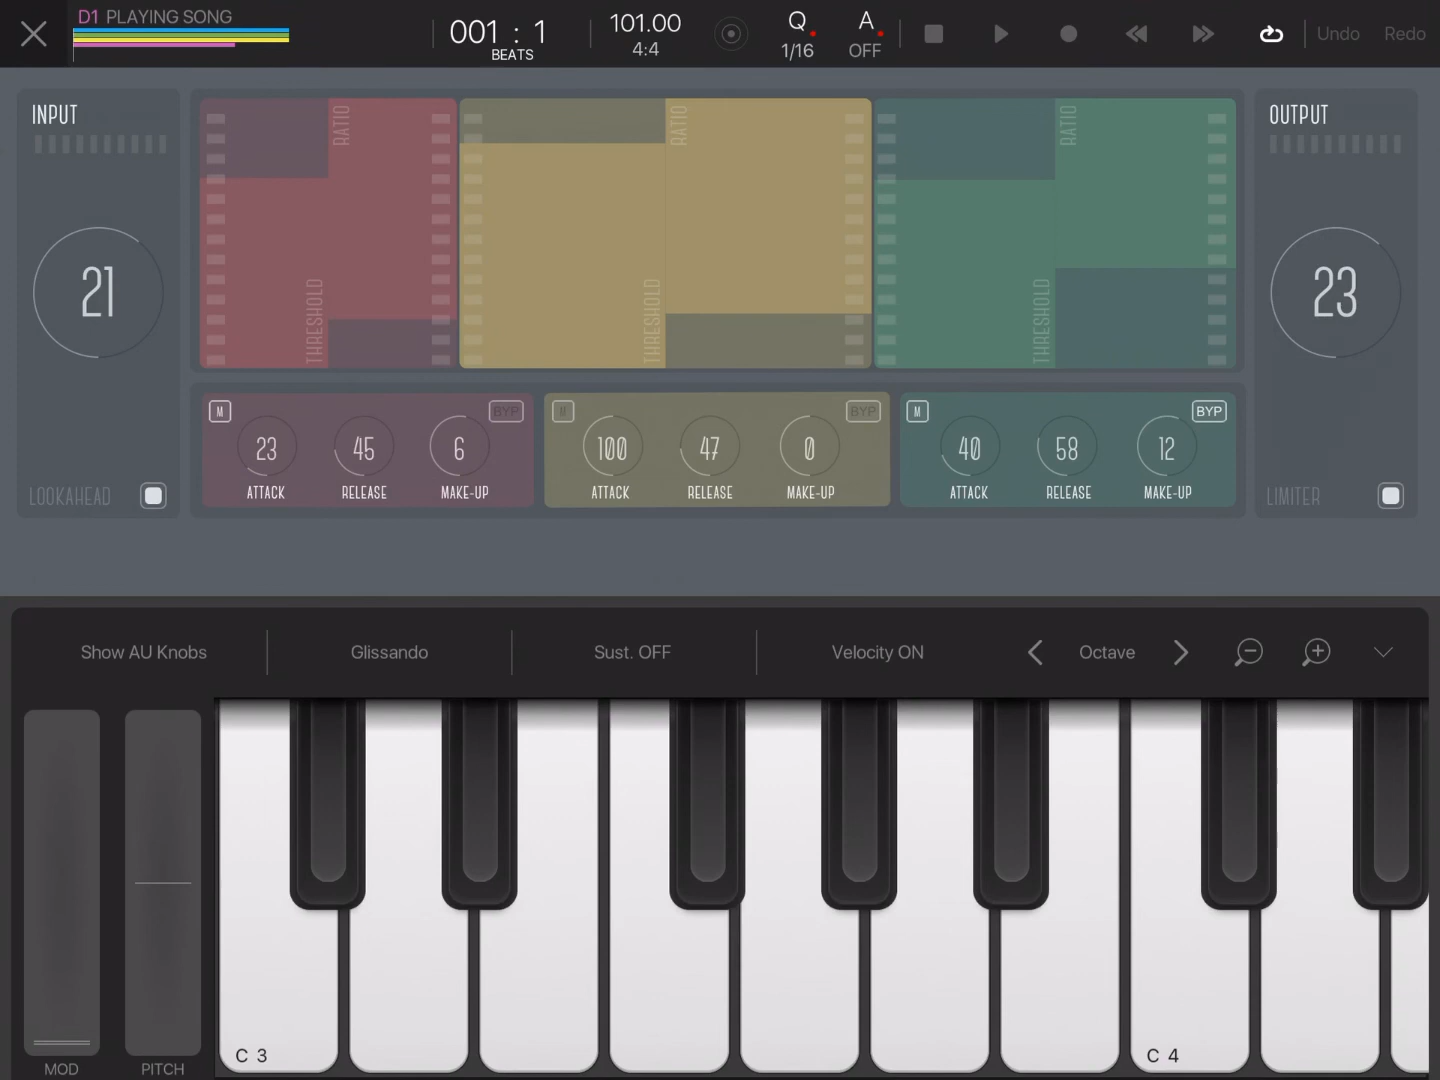 D1 PLAYING SONG
001 : 1
BEATS
101.00
4:4
Q
1/16
A
OFF
Undo
Redo
INPUT
RATIO
RATIO
RATIO
OUTPUT
21
THRESHOLD
THRESHOLD
THRESHOLD
23
M
BYP
M
BYP
M
BYP
23
45
6
100
47
0
40
58
12
ATTACK
RELEASE
MAKE-UP
ATTACK
RELEASE
MAKE-UP
ATTACK
RELEASE
MAKE-UP
LOOKAHEAD
LIMITER
Show AU Knobs
Glissando
Sust. OFF
Velocity ON
Octave
C 3
C 4
MOD
PITCH